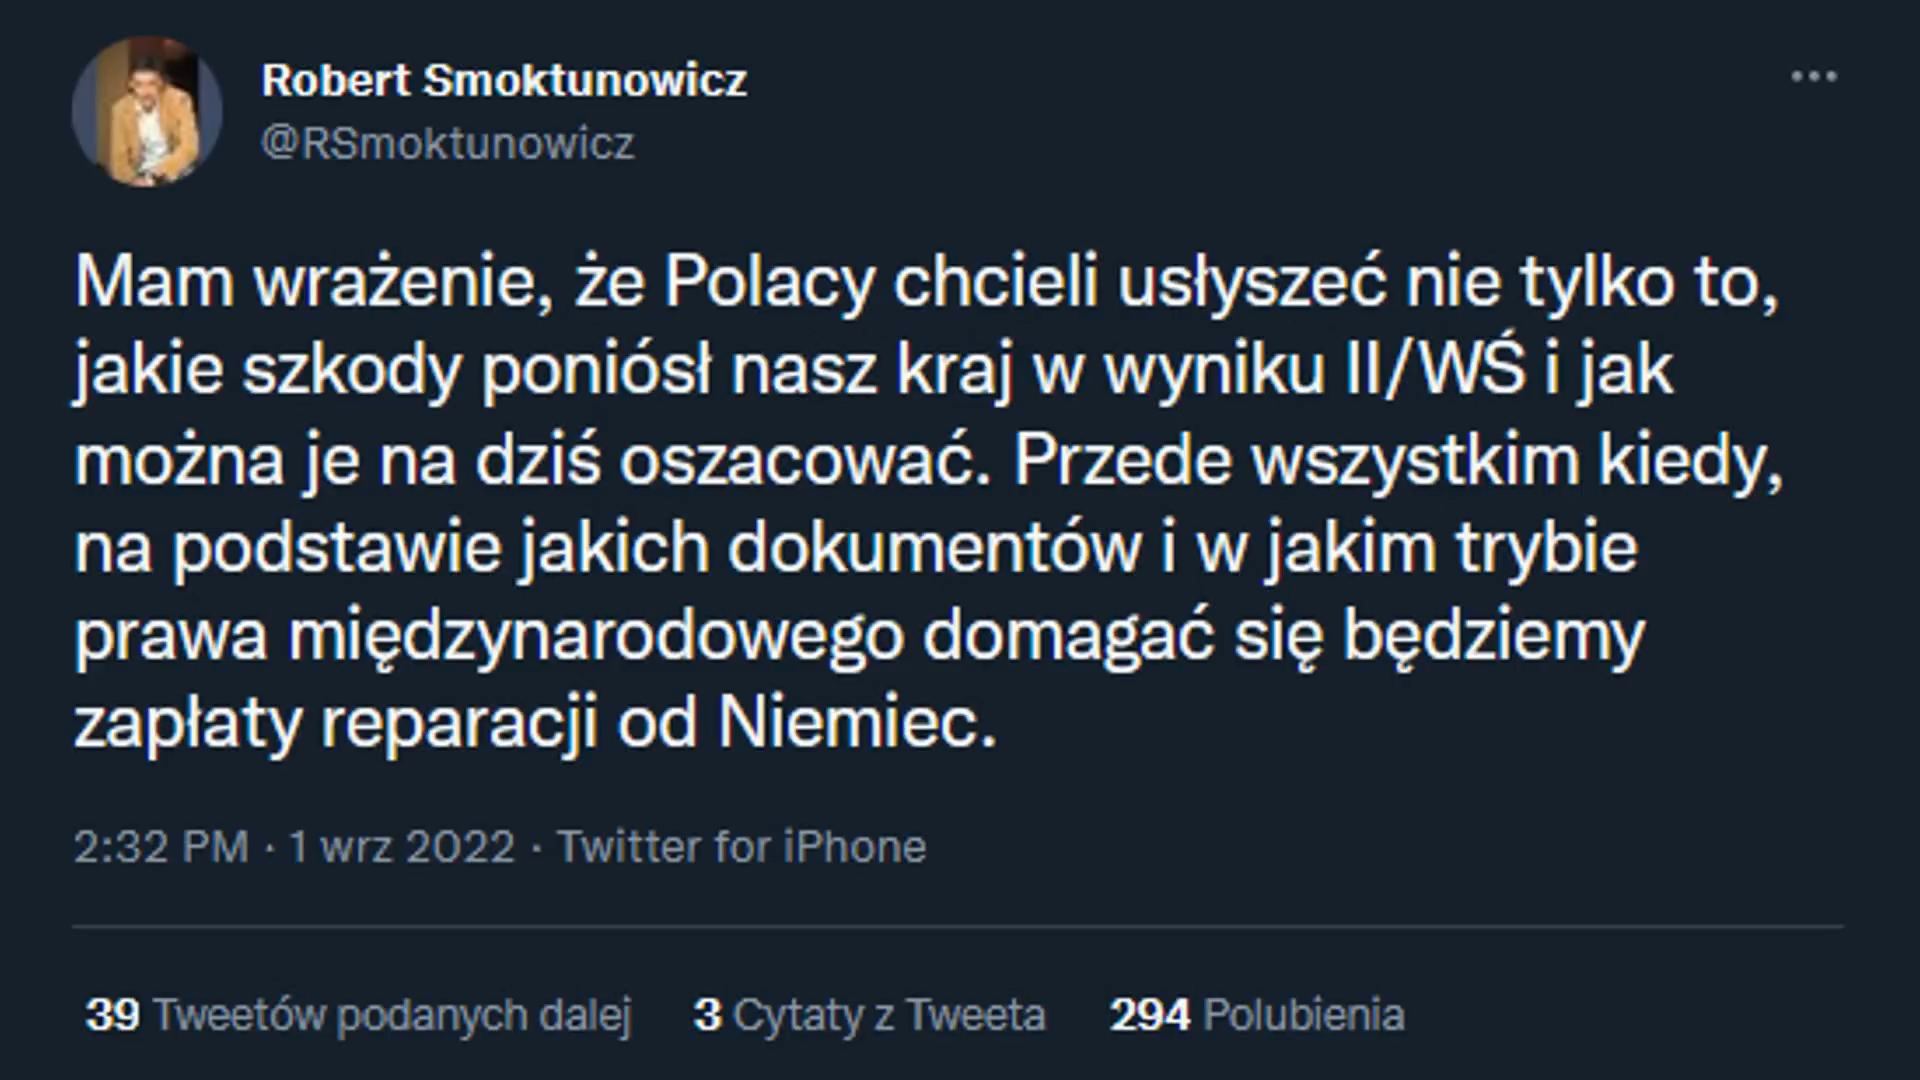 Robert Smoktunowicz
@RSmoktunowicz
Mam wrażenie, że Polacy chcieli usłyszeć nie tylko to,
jakie szkody poniósł nasz kraj w wyniku II/WŚ i jak
można je na dziś oszacować. Przede wszystkim kiedy,
na podstawie jakich dokumentów i w jakim trybie
prawa międzynarodowego domagać się będziemy
zapłaty reparacji od Niemiec.
2:32 PM · 1 wrz 2022 · Twitter for iPhone
39 Tweetów podanych dalej 3 Cytaty z Tweeta 294 Polubienia